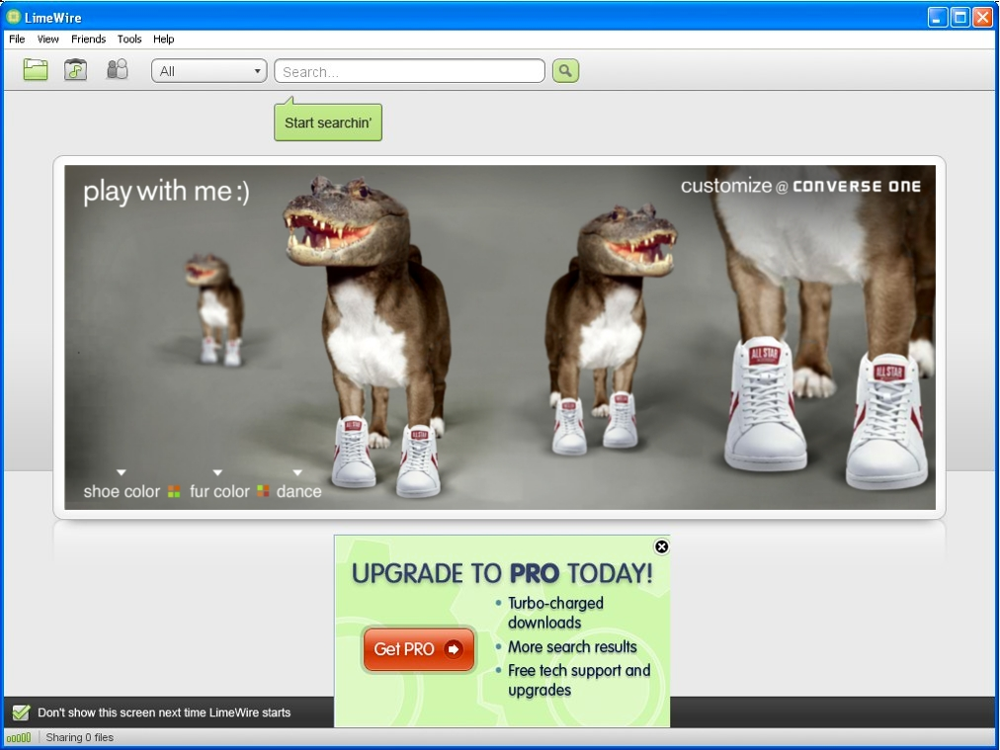 LimeWire
File View Friends Tools Help
All
Search...
Start searchin'
play with me :)
customize @ CONVERSE ONE
ALL STAR
ALL STAR
ALL STAR
ALL STAR
shoe color fur color dance
UPGRADE TO PRO TODAY!
• Turbo-charged
downloads
Get PRO
• More search results
• Free tech support and
upgrades
Don't show this screen next time LimeWire starts
Sharing 0 files